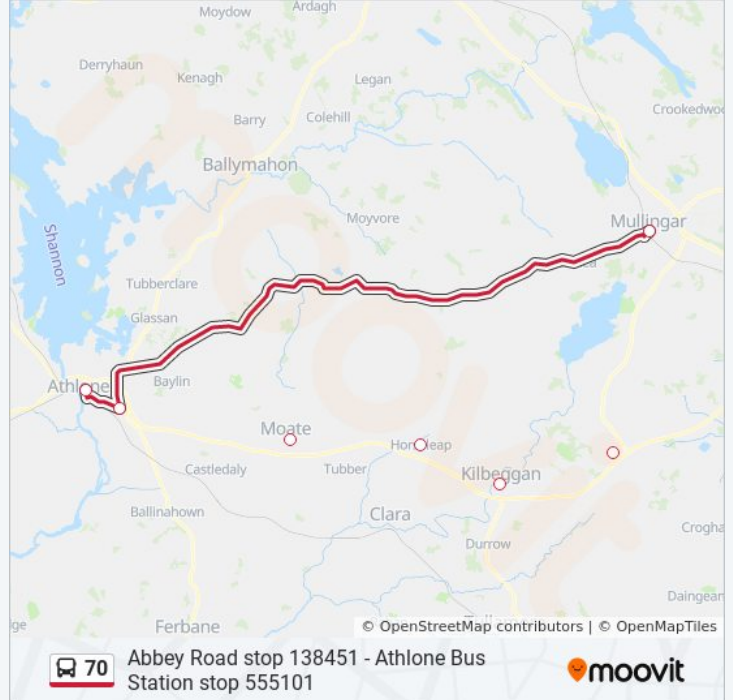 Moydow
Ardagh
Derryhaun
Kenagh
Legan
Barry
Colehill
Crookedwo
Ballymahon
Moyvore
Mullingar
Shannon
Tubberclare
Glassan
Athlone
Baylin
Moate
Horseleap
Castledaly
Tubber
Kilbeggan
Ballinahown
Clara
Crogha
Durrow
Daingean
Ferbane
© OpenStreetMap contributors | © OpenMapTiles
70
Abbey Road stop 138451 - Athlone Bus
Station stop 555101
moovit